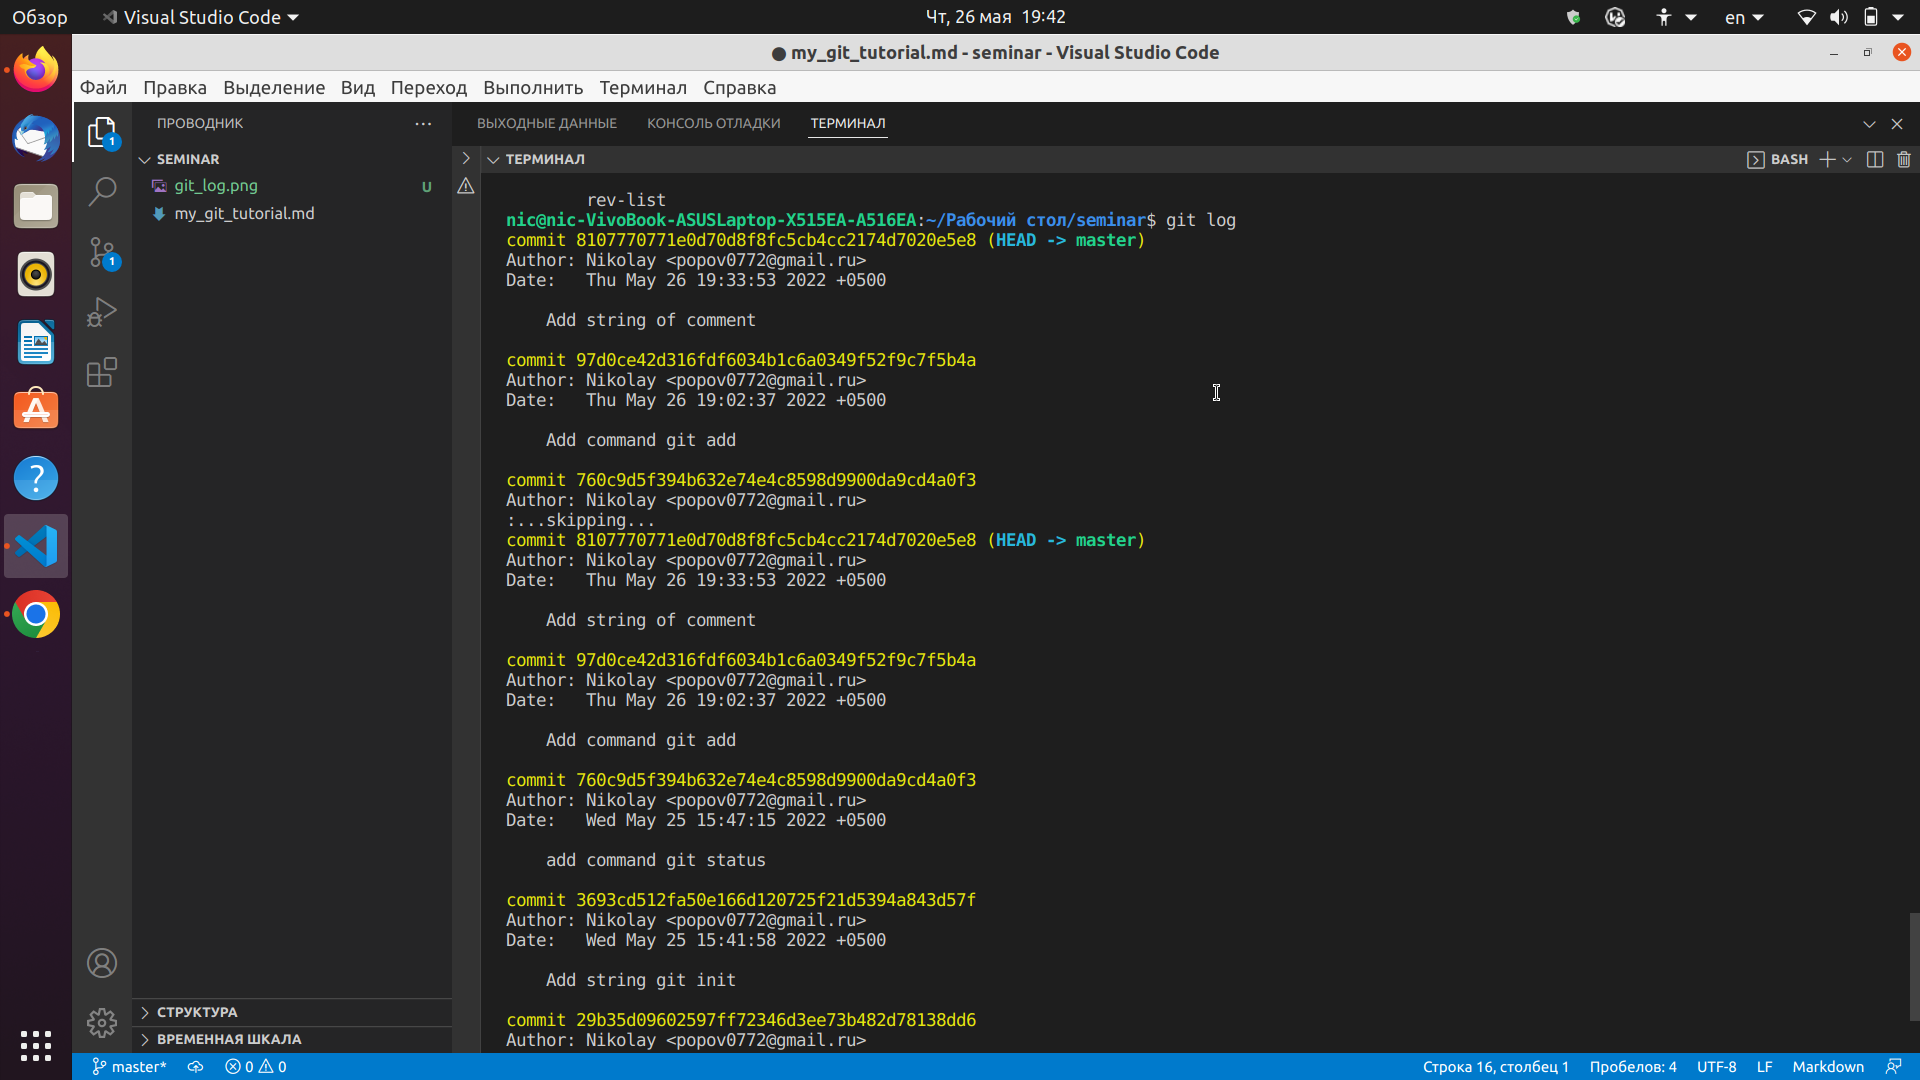 Обзор
Visual Studio Code
Чт, 26 мая 19:42
en
● my_git_tutorial.md - seminar - Visual Studio Code
Файл Правка Выделение Вид Переход Выполнить Терминал Справка
ПРОВОДНИК
ВЫХОДНЫЕ ДАННЫЕ КОНСОЛЬ ОТЛАДКИ ТЕРМИНАЛ
1
SEMINAR
ТЕРМИНАЛ
BASH
git_log.png U
my_git_tutorial.md
1
rev-list
nic@nic-VivoBook-ASUSLaptop-X515EA-A516EA:~/Рабочий стол/seminar$ git log
commit 8107770771e0d70d8f8fc5cb4cc2174d7020e5e8 (HEAD -> master)
Author: Nikolay <popov0772@gmail.ru>
Date:   Thu May 26 19:33:53 2022 +0500
Add string of comment
commit 97d0ce42d316fdf6034b1c6a0349f52f9c7f5b4a
Author: Nikolay <popov0772@gmail.ru>
Date:   Thu May 26 19:02:37 2022 +0500
Add command git add
commit 760c9d5f394b632e74e4c8598d9900da9cd4a0f3
Author: Nikolay <popov0772@gmail.ru>
:...skipping...
commit 8107770771e0d70d8f8fc5cb4cc2174d7020e5e8 (HEAD -> master)
Author: Nikolay <popov0772@gmail.ru>
Date:   Thu May 26 19:33:53 2022 +0500
Add string of comment
commit 97d0ce42d316fdf6034b1c6a0349f52f9c7f5b4a
Author: Nikolay <popov0772@gmail.ru>
Date:   Thu May 26 19:02:37 2022 +0500
Add command git add
commit 760c9d5f394b632e74e4c8598d9900da9cd4a0f3
Author: Nikolay <popov0772@gmail.ru>
Date:   Wed May 25 15:47:15 2022 +0500
add command git status
commit 3693cd512fa50e166d120725f21d5394a843d57f
Author: Nikolay <popov0772@gmail.ru>
Date:   Wed May 25 15:41:58 2022 +0500
Add string git init
commit 29b35d09602597ff72346d3ee73b482d78138dd6
Author: Nikolay <popov0772@gmail.ru>
СТРУКТУРА
ВРЕМЕННАЯ ШКАЛА
master* 0 0
Строка 16, столбец 1 Пробелов: 4 UTF-8 LF Markdown